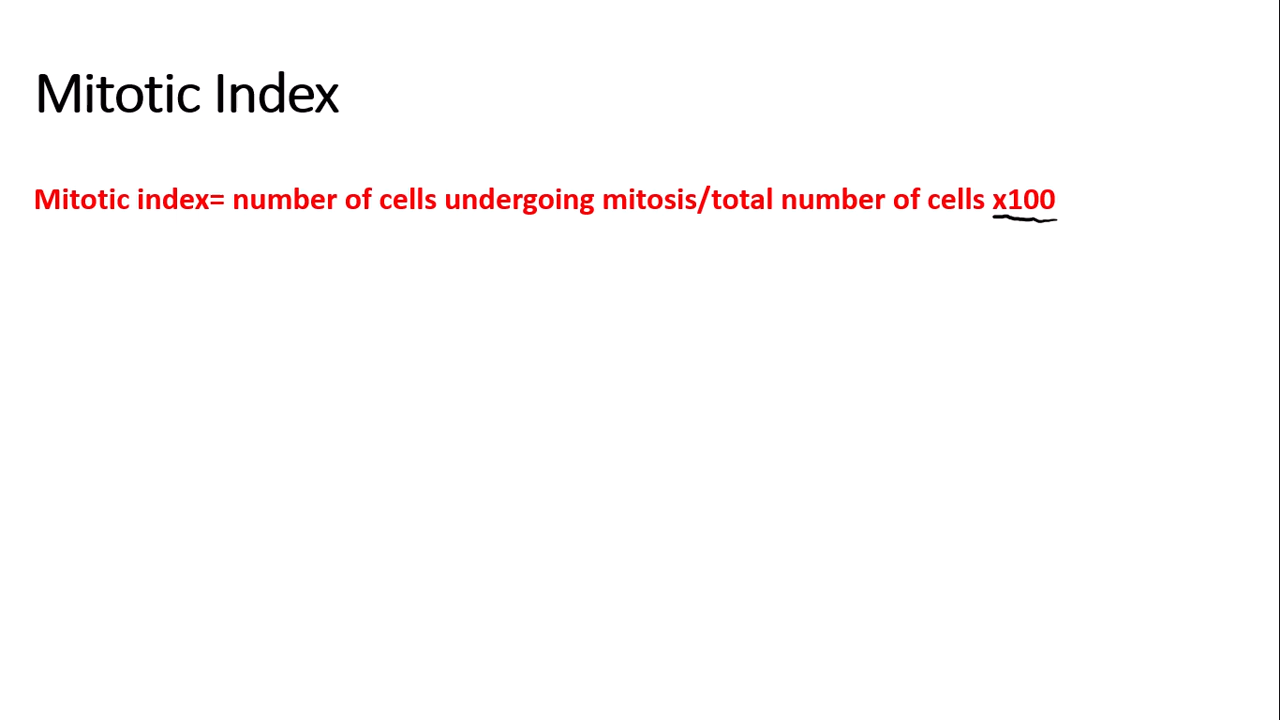 Mitotic Index
Mitotic index= number of cells undergoing mitosis/total number of cells x100